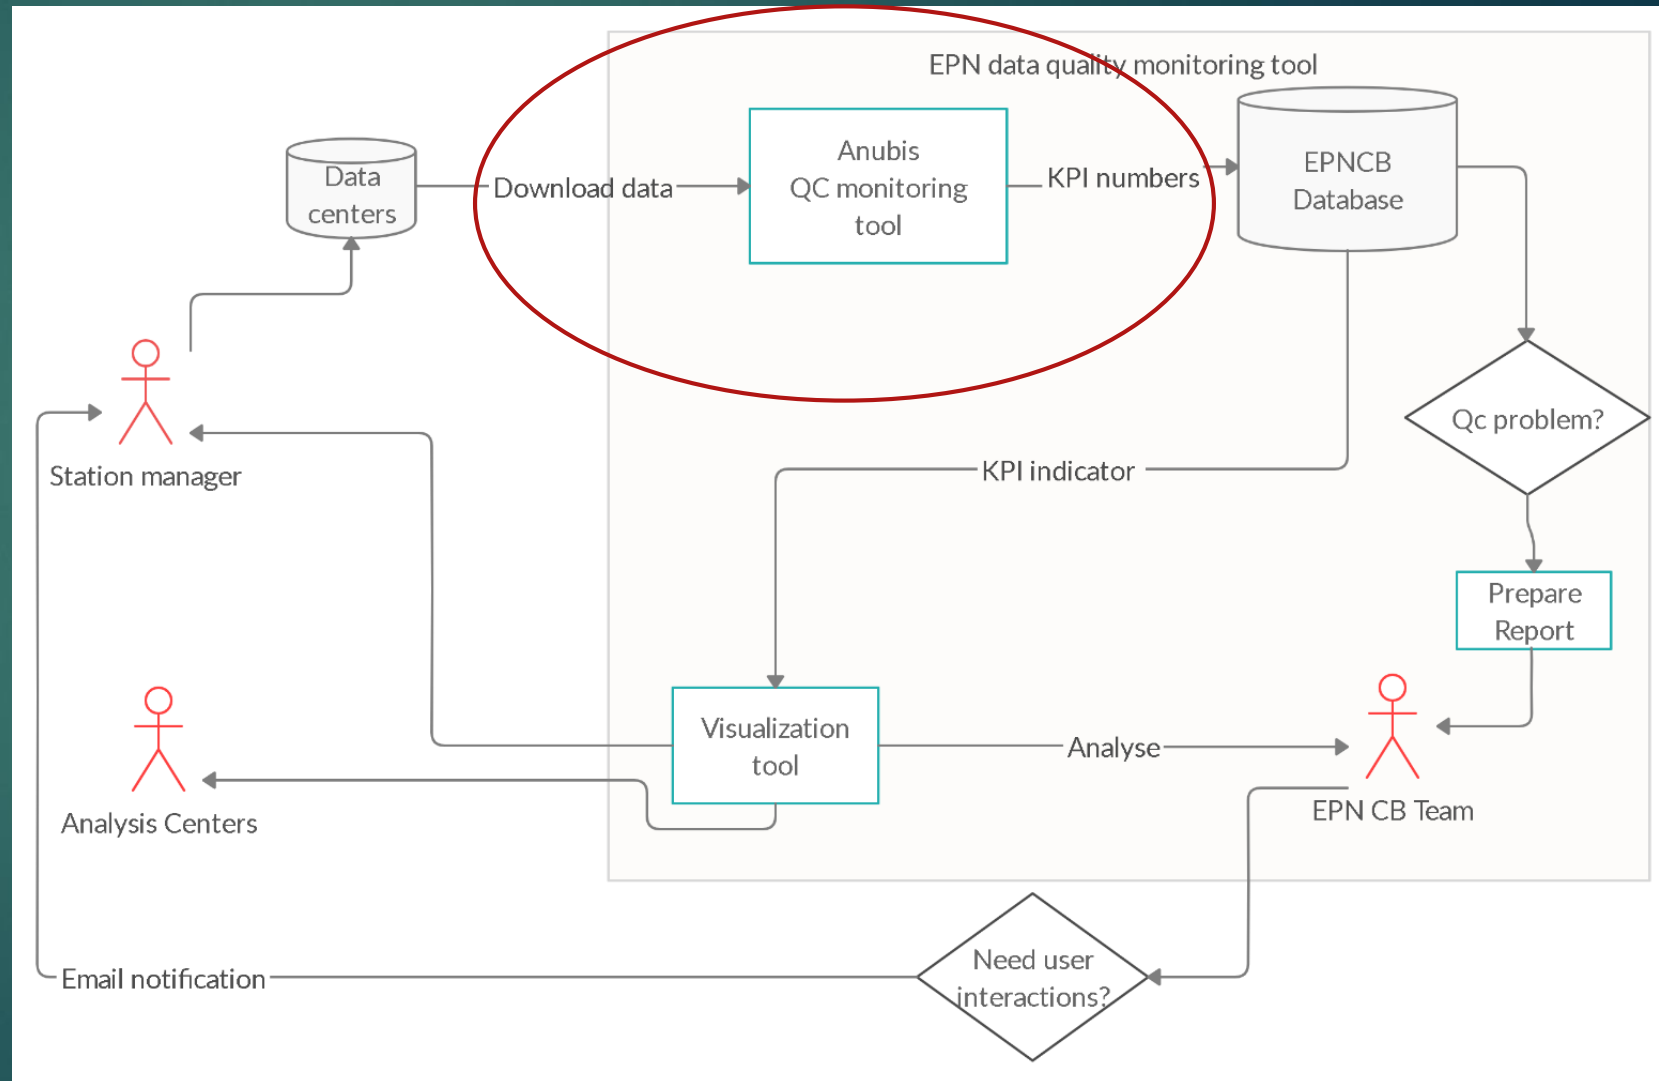 EPN data quality monitoring tool
Data
centers
Download data
Anubis
QC monitoring
tool
KPI numbers
EPNCB
Database
Qc problem?
Station manager
KPI indicator
Prepare
Report
Visualization
tool
Analyse
EPN CB Team
Analysis Centers
Need user
interactions?
Email notification